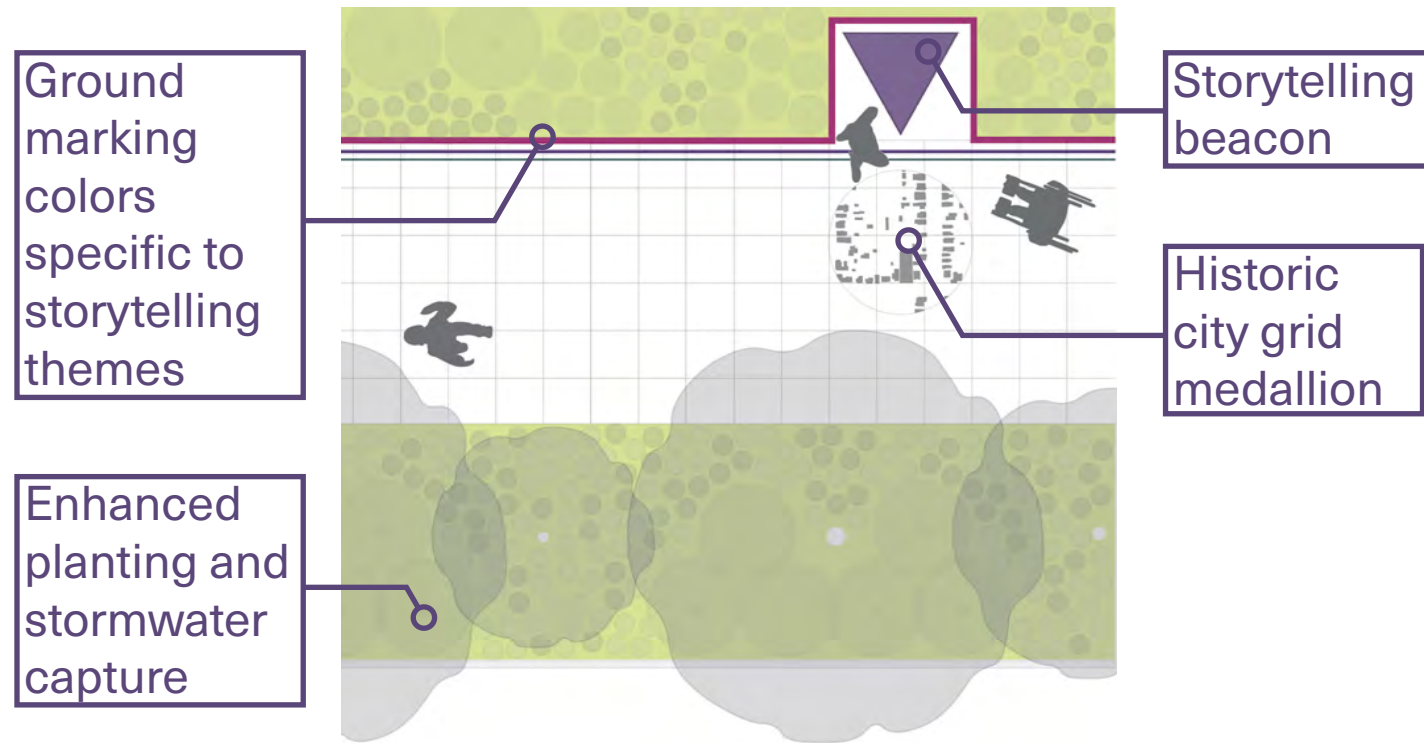 Ground
marking
colors
specific to
storytelling
themes
Enhanced
planting and
stormwater
capture
Storytelling
beacon
Historic
city grid
medallion